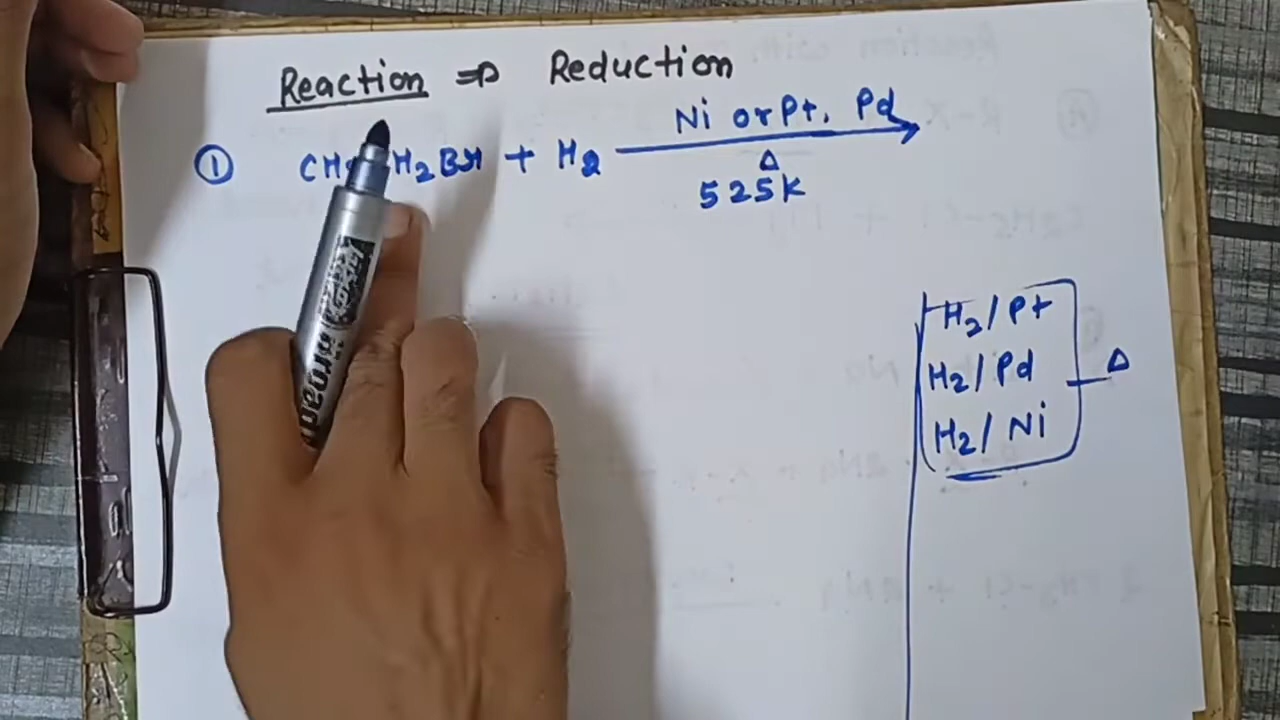 Reaction ⇒ Reduction
Ni or Pt, Pd
① CH H₂Br + H₂ ⟶
Δ
525K
H₂/Pt
H₂/Pd
H₂/Ni
Δ